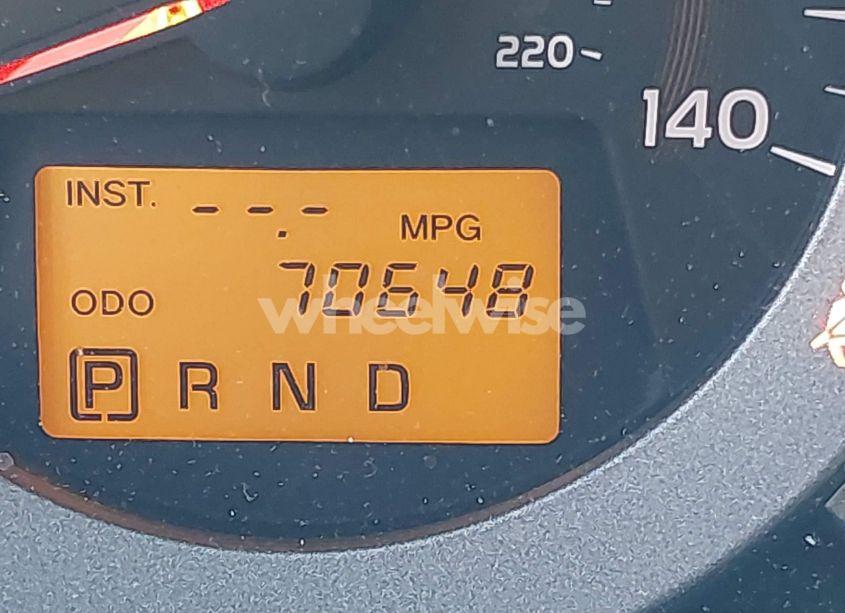 220
140
INST. --.- MPG
ODO 70648
wheelwise
P R N D